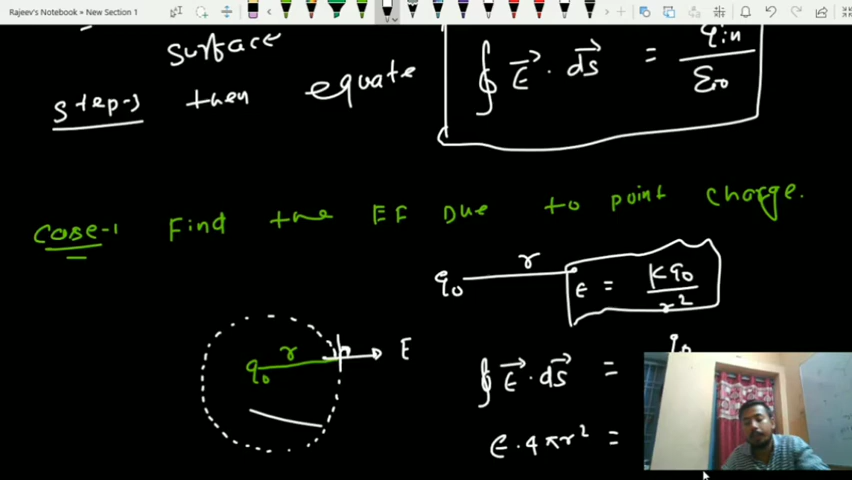 Rajeev's Notebook » New Section 1
surface
∮ E⃗ · ds⃗ = qin / ε0
Step-3 then equate
Case-1 Find the EF Due to point charge.
q0 r E = Kq0 / r²
q0 r E
∮ E⃗ · ds⃗ = q0
E · 4πr² =